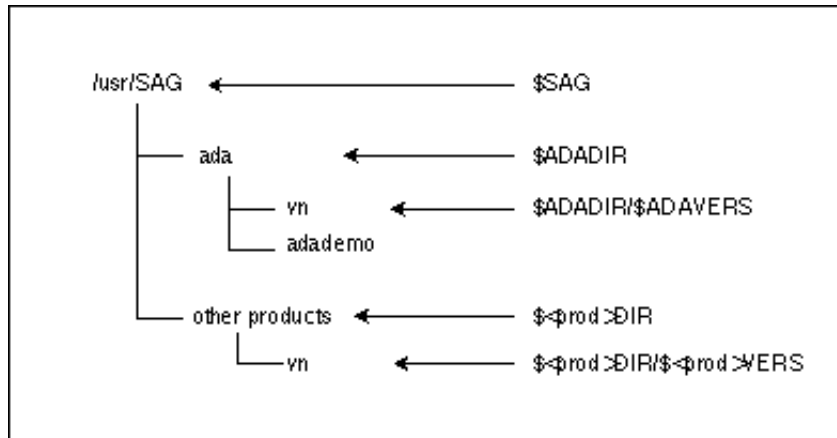 /usr/SAG $SAG
ada $ADADIR
vn $ADADIR/$ADAVERS
adademo
other products $<prod>DIR
vn $<prod>DIR/$<prod>VERS